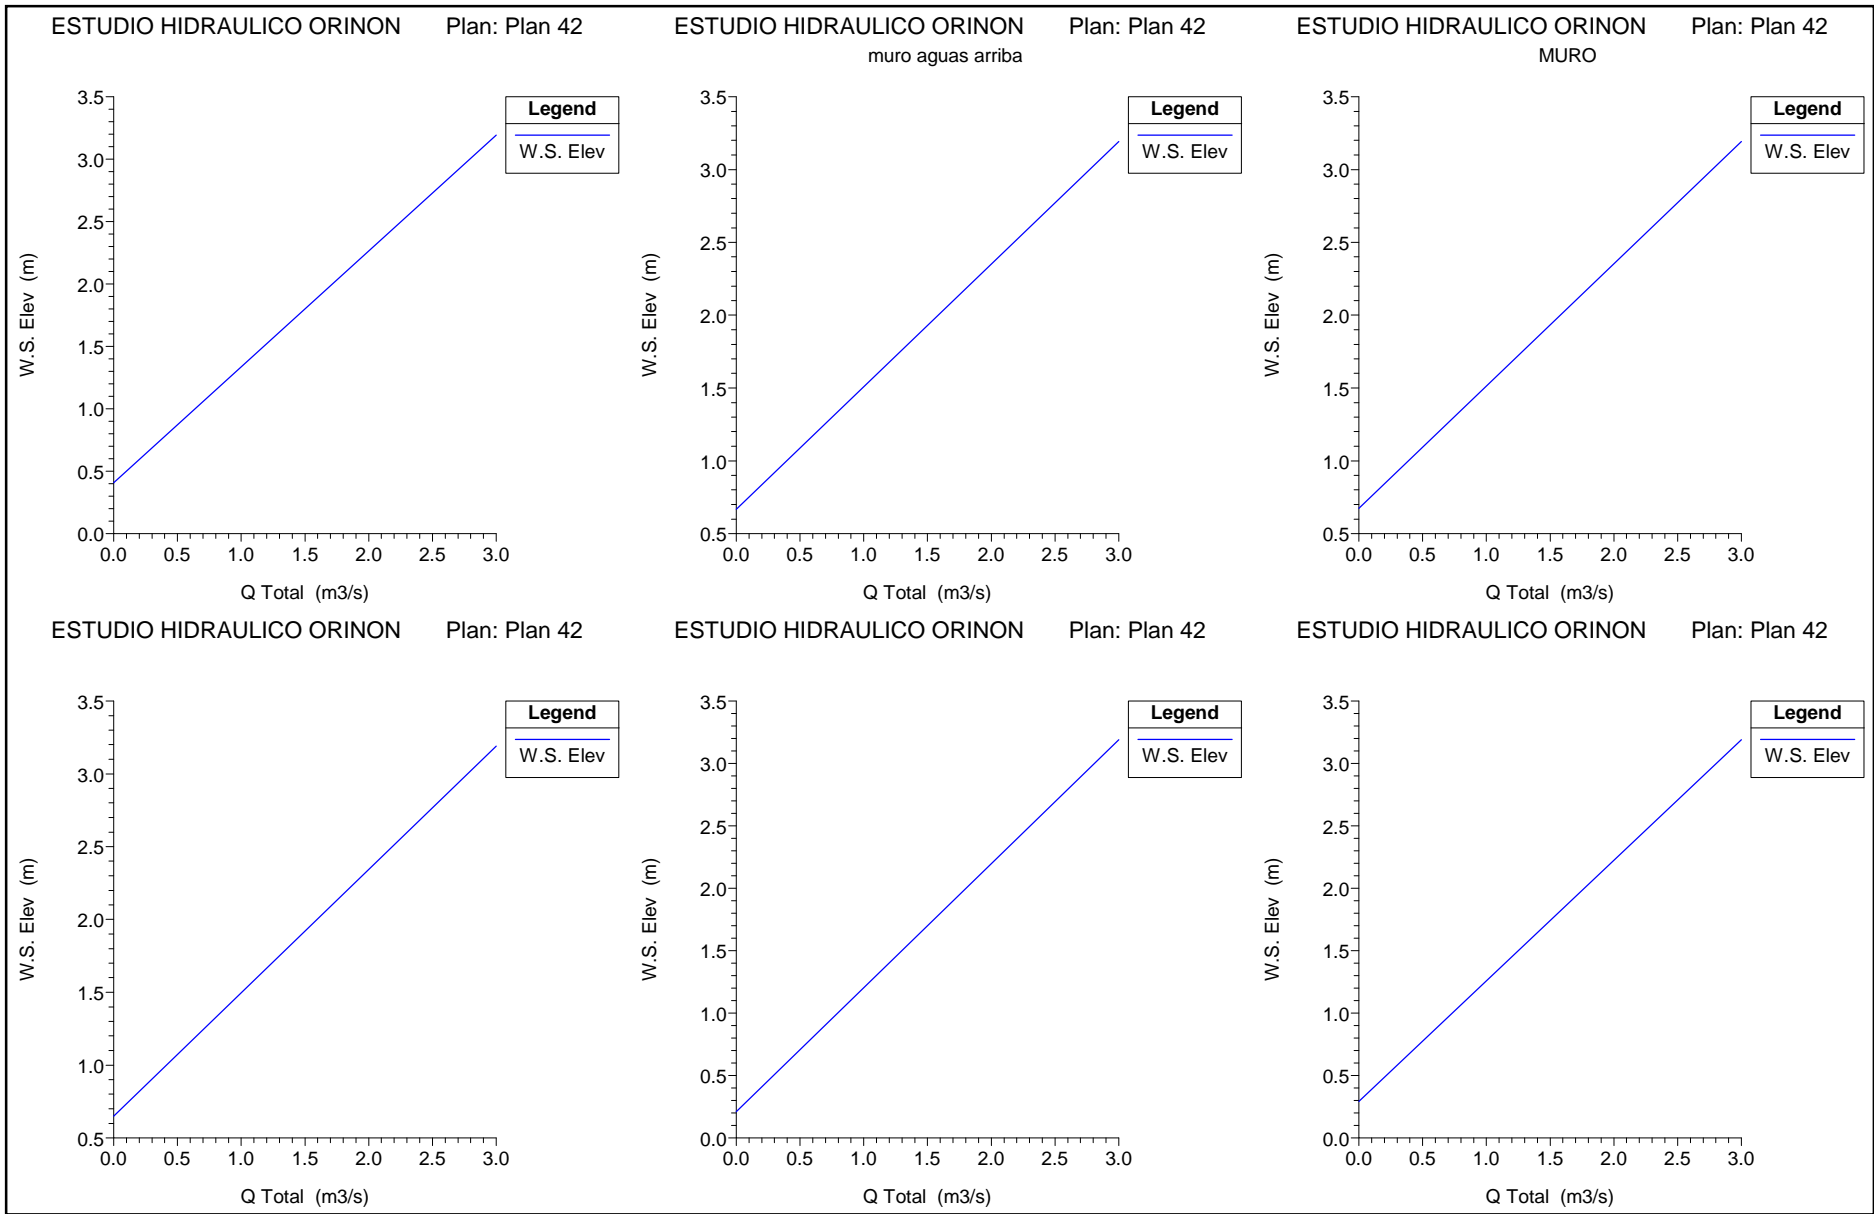 ESTUDIO HIDRAULICO ORINON Plan: Plan 42
3.5
3.0
2.5
2.0
1.5
1.0
0.5
0.0
W.S. Elev (m)
0.0 0.5 1.0 1.5 2.0 2.5 3.0
Q Total (m3/s)
Legend
W.S. Elev
ESTUDIO HIDRAULICO ORINON Plan: Plan 42
muro aguas arriba
3.5
3.0
2.5
2.0
1.5
1.0
0.5
W.S. Elev (m)
0.0 0.5 1.0 1.5 2.0 2.5 3.0
Q Total (m3/s)
Legend
W.S. Elev
ESTUDIO HIDRAULICO ORINON Plan: Plan 42
MURO
3.5
3.0
2.5
2.0
1.5
1.0
0.5
W.S. Elev (m)
0.0 0.5 1.0 1.5 2.0 2.5 3.0
Q Total (m3/s)
Legend
W.S. Elev
ESTUDIO HIDRAULICO ORINON Plan: Plan 42
3.5
3.0
2.5
2.0
1.5
1.0
0.5
W.S. Elev (m)
0.0 0.5 1.0 1.5 2.0 2.5 3.0
Q Total (m3/s)
Legend
W.S. Elev
ESTUDIO HIDRAULICO ORINON Plan: Plan 42
3.5
3.0
2.5
2.0
1.5
1.0
0.5
0.0
W.S. Elev (m)
0.0 0.5 1.0 1.5 2.0 2.5 3.0
Q Total (m3/s)
Legend
W.S. Elev
ESTUDIO HIDRAULICO ORINON Plan: Plan 42
3.5
3.0
2.5
2.0
1.5
1.0
0.5
0.0
W.S. Elev (m)
0.0 0.5 1.0 1.5 2.0 2.5 3.0
Q Total (m3/s)
Legend
W.S. Elev